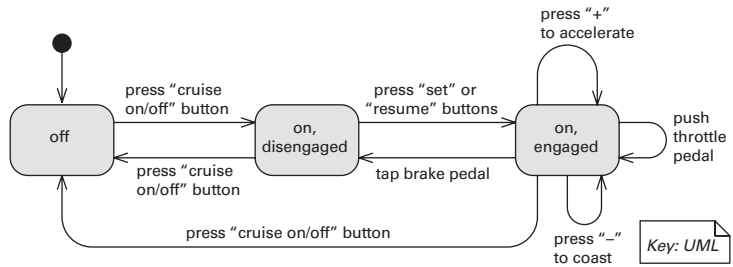 press “+”
to accelerate
press “cruise
on/off” button
press “set” or
“resume” buttons
push
throttle
pedal
off
on,
disengaged
on,
engaged
press “cruise
on/off” button
tap brake pedal
press “cruise on/off” button
press “–”
to coast
Key: UML